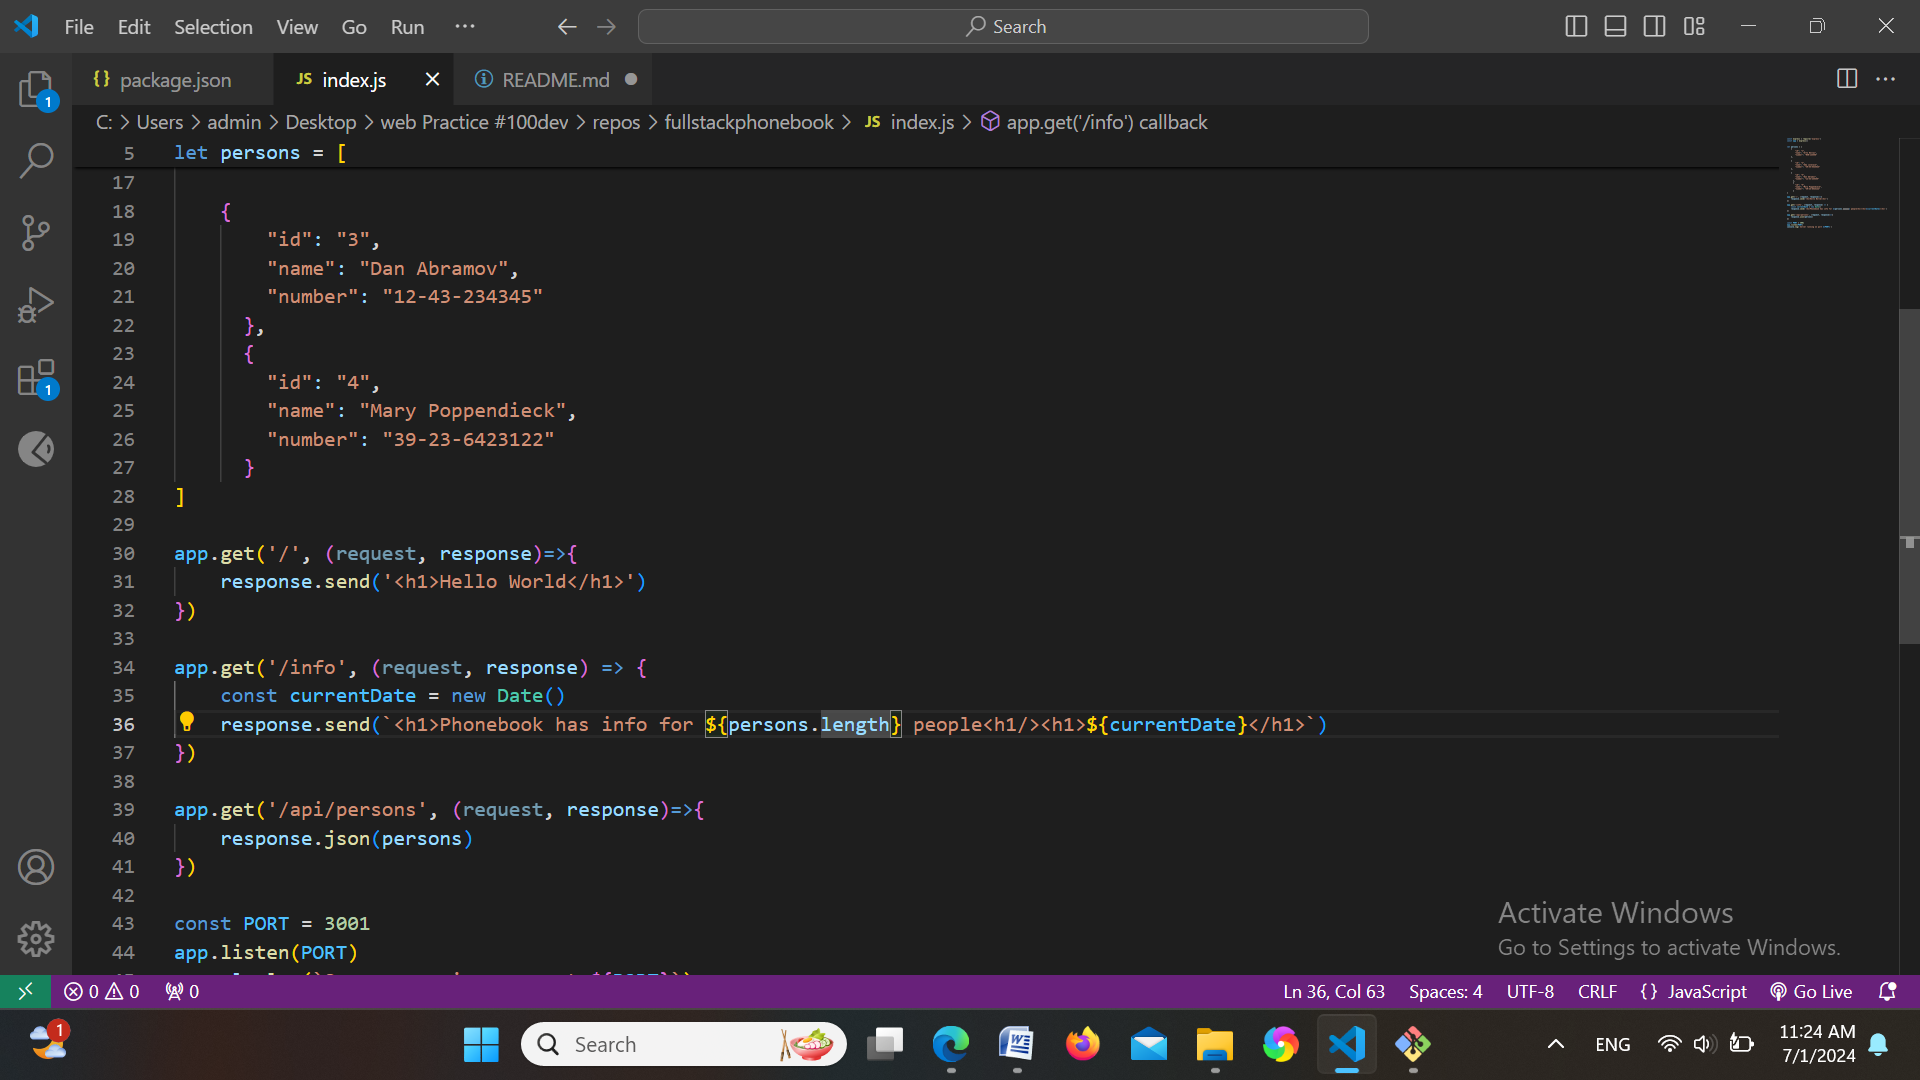 File Edit Selection View Go Run ··· Search
{} package.json JS index.js README.md
C: > Users > admin > Desktop > web Practice #100dev > repos > fullstackphonebook > JS index.js > app.get('/info') callback
5 let persons = [
17
18 {
19 "id": "3",
20 "name": "Dan Abramov",
21 "number": "12-43-234345"
22 },
23 {
24 "id": "4",
25 "name": "Mary Poppendieck",
26 "number": "39-23-6423122"
27 }
28 ]
29
30 app.get('/', (request, response)=>{
31 response.send('<h1>Hello World</h1>')
32 })
33
34 app.get('/info', (request, response) => {
35 const currentDate = new Date()
36 response.send(`<h1>Phonebook has info for ${persons.length} people<h1/><h1>${currentDate}</h1>`)
37 })
38
39 app.get('/api/persons', (request, response)=>{
40 response.json(persons)
41 })
42
43 const PORT = 3001
44 app.listen(PORT)
1
1
Activate Windows
Go to Settings to activate Windows.
0 0 0 Ln 36, Col 63 Spaces: 4 UTF-8 CRLF {} JavaScript Go Live
1 Search ENG 11:24 AM
7/1/2024